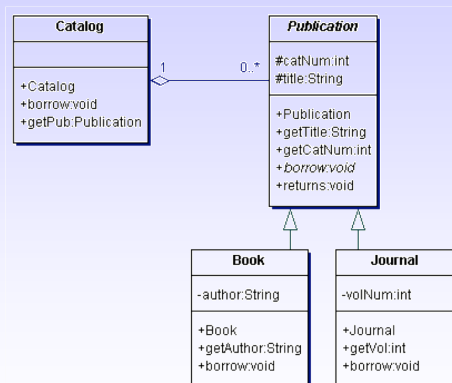 Catalog
+Catalog
+borrow:void
+getPub:Publication
1
0..*
Publication
#catNum:int
#title:String
+Publication
+getTitle:String
+getCatNum:int
+borrow:void
+returns:void
Book
-author:String
+Book
+getAuthor:String
+borrow:void
Journal
-volNum:int
+Journal
+getVol:int
+borrow:void